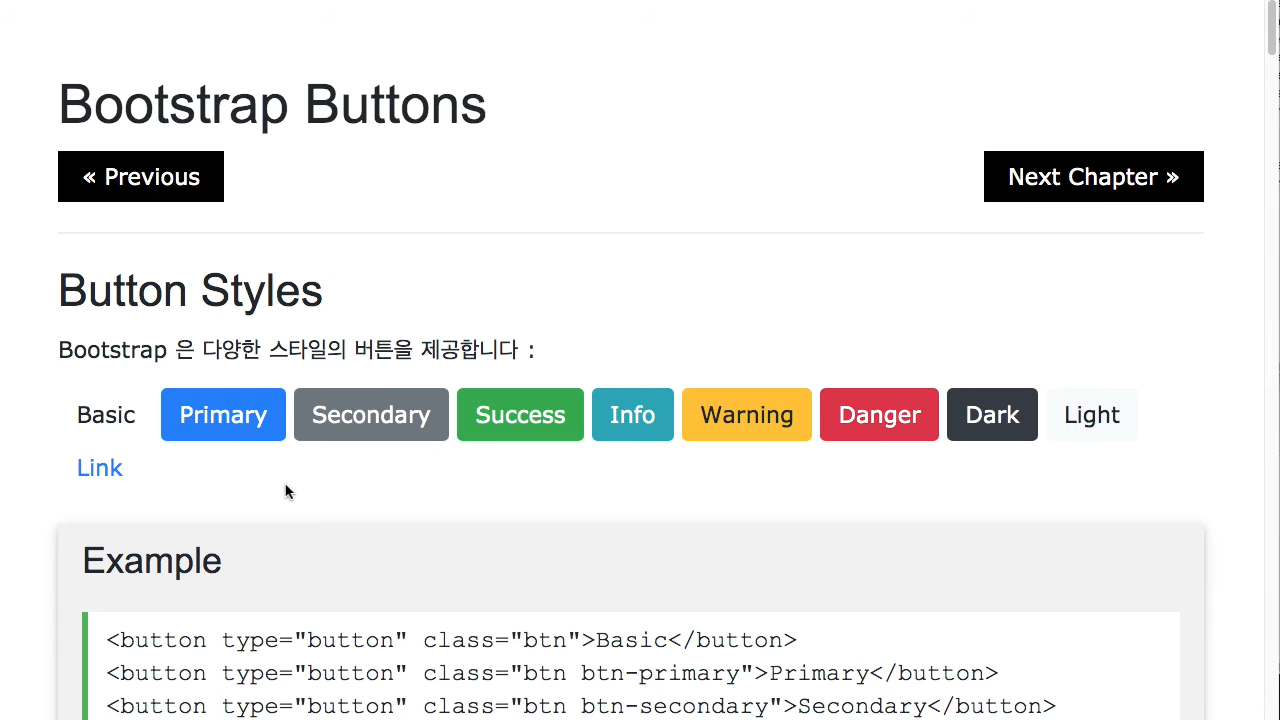 Bootstrap Buttons
« Previous
Next Chapter »
Button Styles
Bootstrap 은 다양한 스타일의 버튼을 제공합니다 :
Basic Primary Secondary Success Info Warning Danger Dark Light
Link
Example
<button type="button" class="btn">Basic</button>
<button type="button" class="btn btn-primary">Primary</button>
<button type="button" class="btn btn-secondary">Secondary</button>